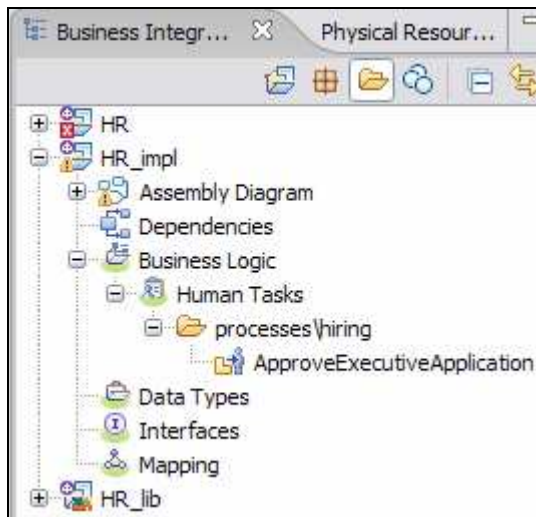 Business Integr... Physical Resour...
HR
HR_impl
Assembly Diagram
Dependencies
Business Logic
Human Tasks
processes\hiring
ApproveExecutiveApplication
Data Types
Interfaces
Mapping
HR_lib